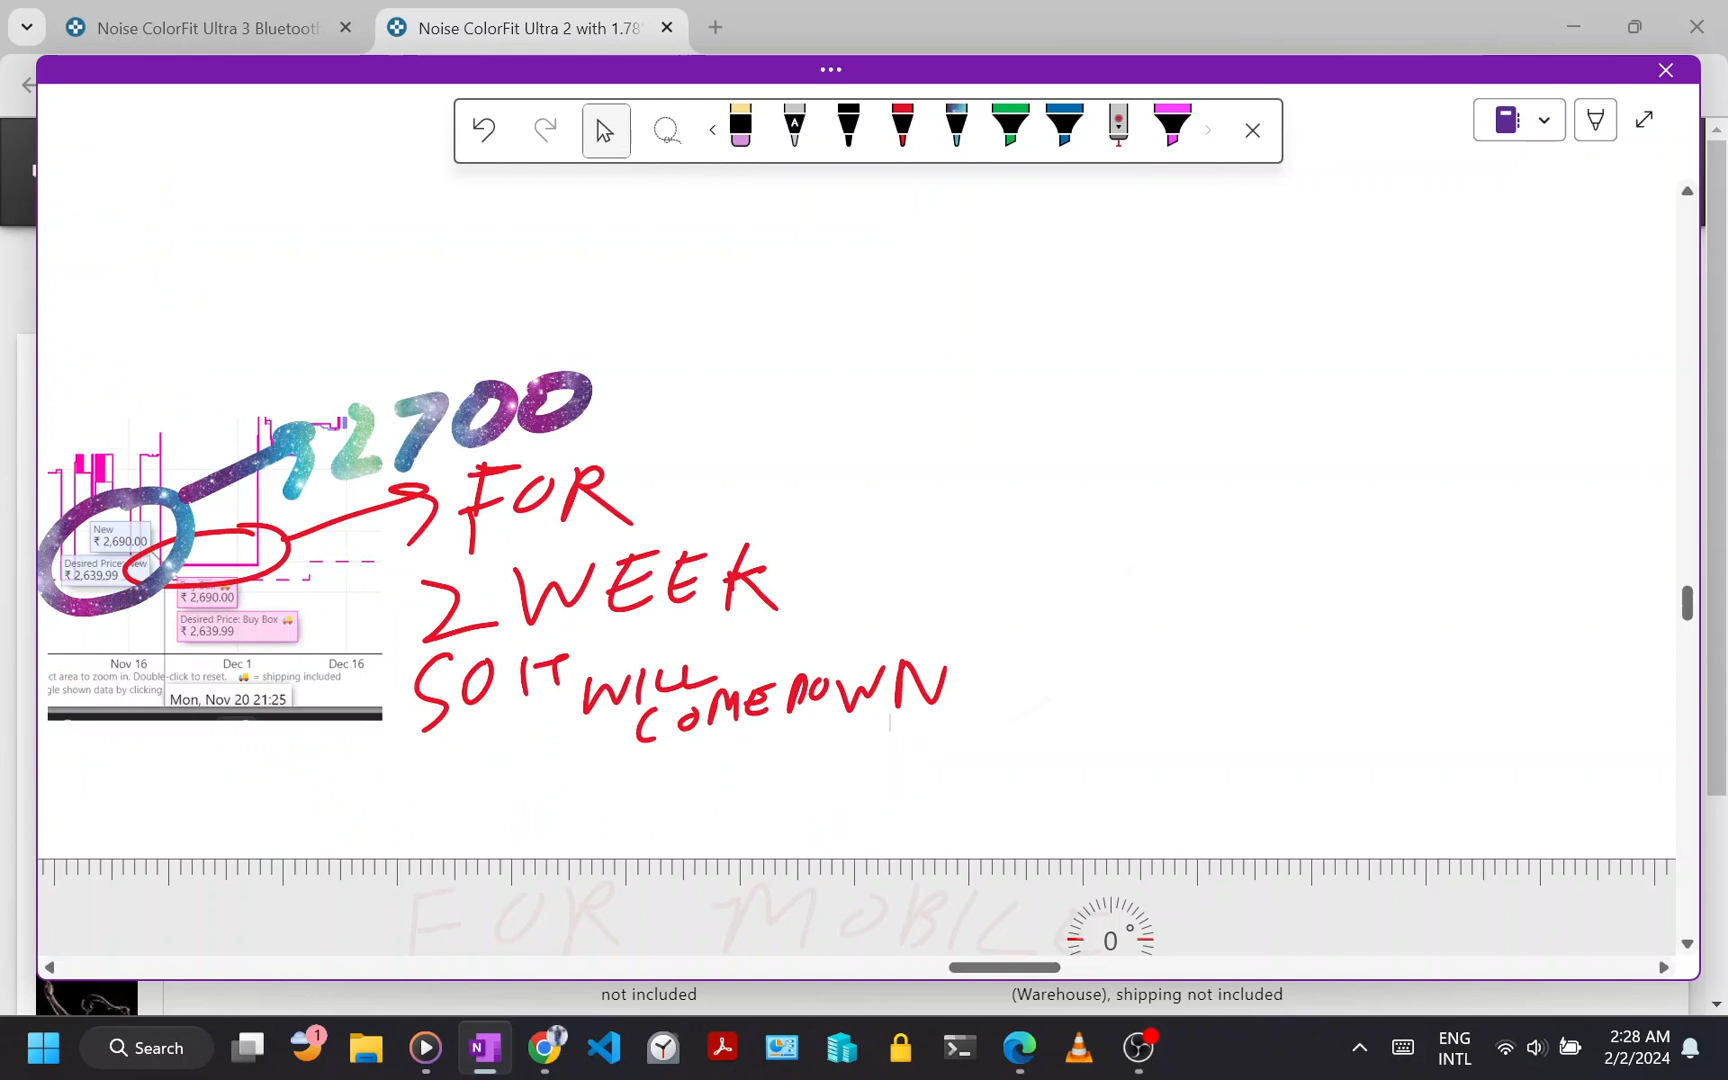 Noise ColorFit Ultra 3 Bluetooth
Noise ColorFit Ultra 2 with 1.78"
A
→2700
FOR
2 WEEK
SO IT WILL
COME DOWN
New
₹ 2,690.00
Desired Price: New
₹ 2,639.99
₹ 2,690.00
Desired Price: Buy Box
₹ 2,639.99
Nov 16 Dec 1 Dec 16
ct area to zoom in. Double-click to reset. = shipping included
gle shown data by clicking
Mon, Nov 20 21:25
FOR MOBILE
0°
not included
(Warehouse), shipping not included
Search
1
ENG
INTL
2:28 AM
2/2/2024